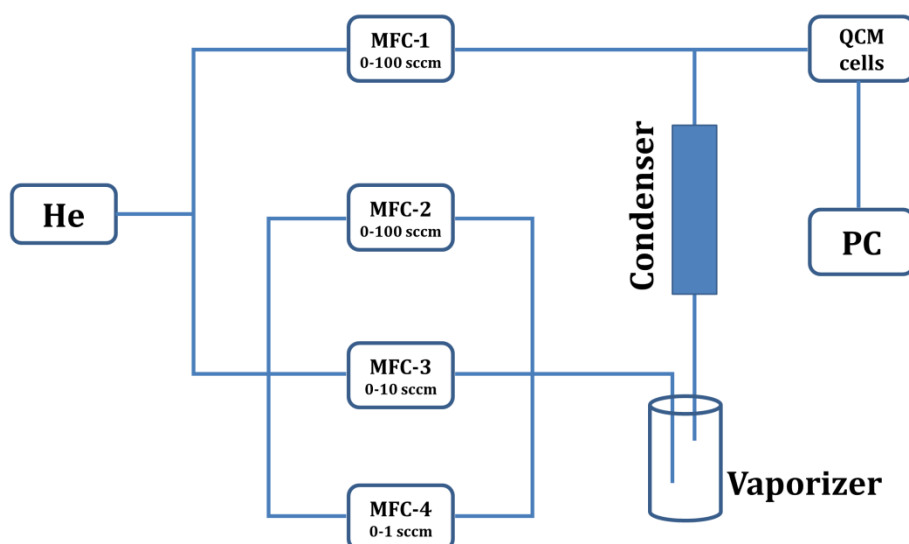 MFC-1
0-100 sccm
QCM
cells
Condenser
He
MFC-2
0-100 sccm
PC
MFC-3
0-10 sccm
Vaporizer
MFC-4
0-1 sccm